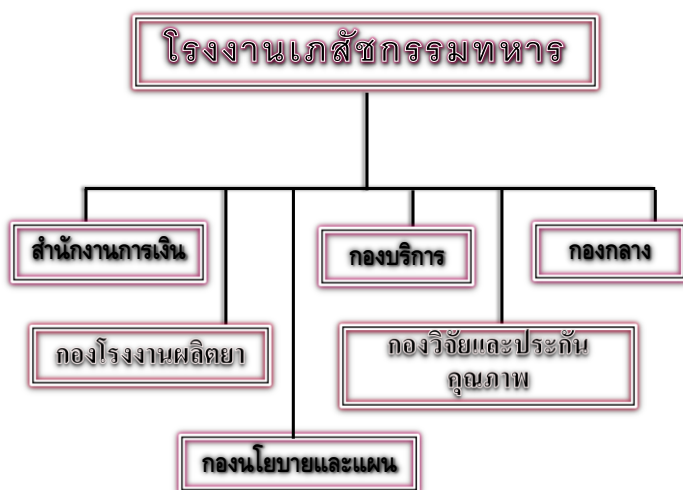 โรงงานเภสัชกรรมทหาร
สำนักงานการเงิน
กองบริการ
กองกลาง
กองโรงงานผลิตยา
กองวิจัยและประกัน
คุณภาพ
กองนโยบายและแผน